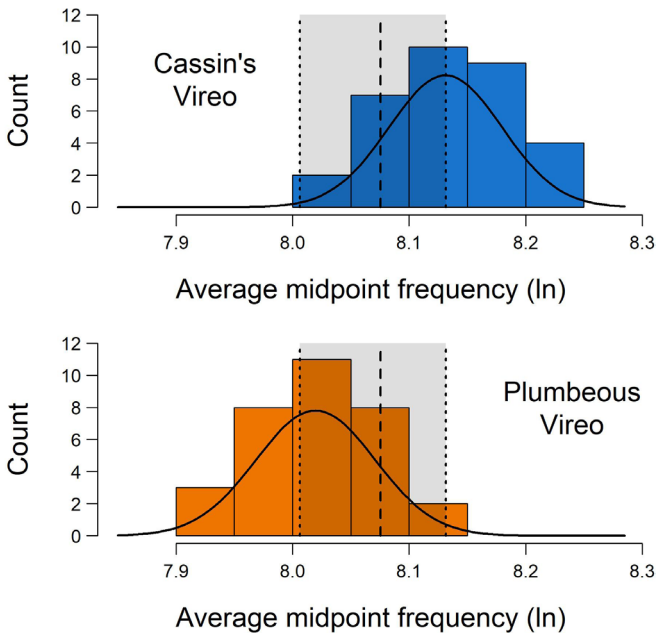 12
10
8
6
4
2
0
Count
Cassin's
Vireo
7.9 8.0 8.1 8.2 8.3
Average midpoint frequency (ln)
12
10
8
6
4
2
0
Count
Plumbeous
Vireo
7.9 8.0 8.1 8.2 8.3
Average midpoint frequency (ln)